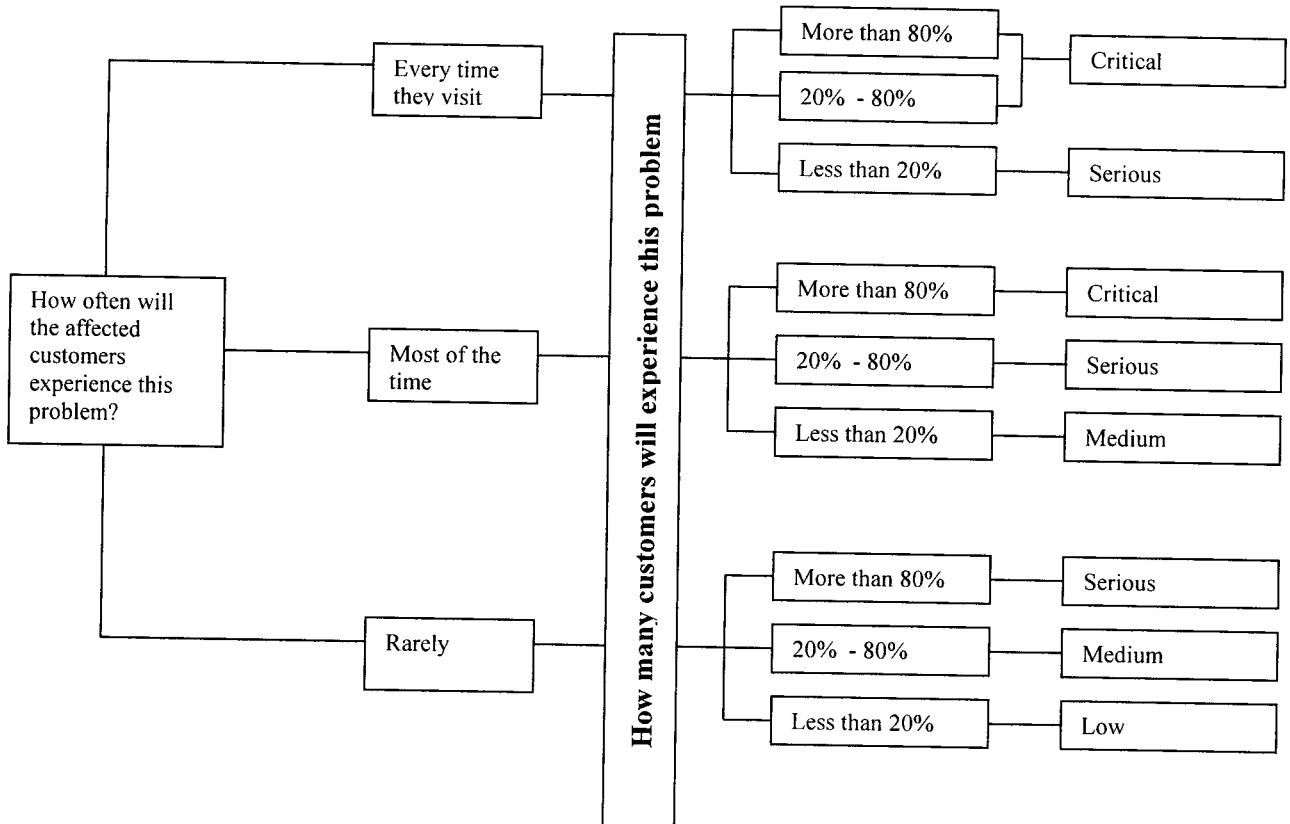 How often will
the affected
customers
experience this
problem?
Every time
they visit
Most of the
time
Rarely
How many customers will experience this problem
More than 80%
20% - 80%
Critical
Less than 20%
Serious
More than 80%
Critical
20% - 80%
Serious
Less than 20%
Medium
More than 80%
Serious
20% - 80%
Medium
Less than 20%
Low